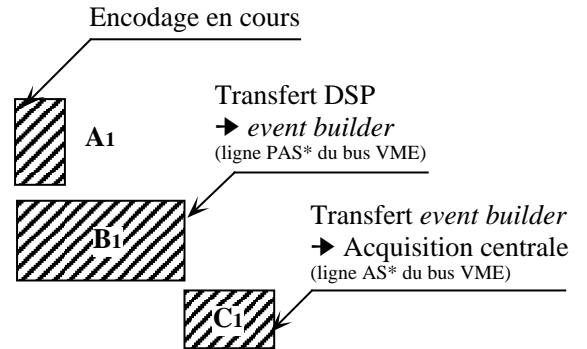 Encodage en cours
Transfert DSP
→ event builder
(ligne PAS* du bus VME)
A1
B1
Transfert event builder
→ Acquisition centrale
(ligne AS* du bus VME)
C1